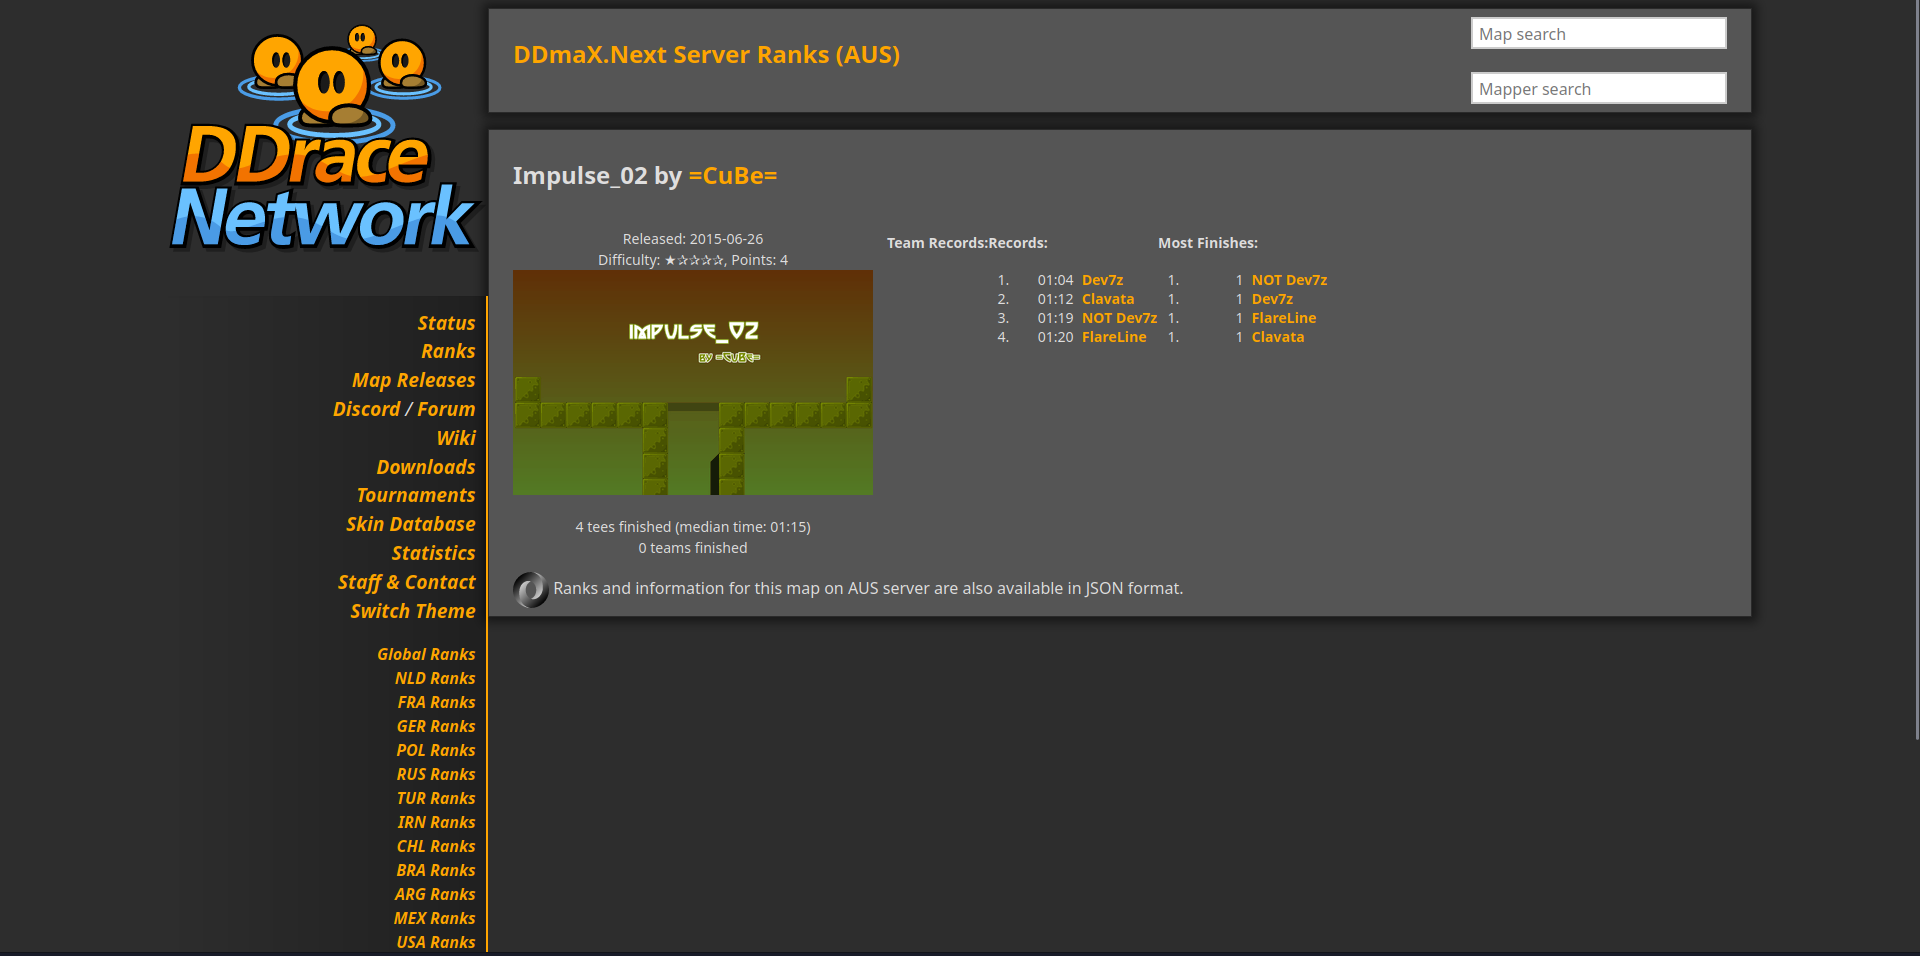 DDrace
Network
Status
Ranks
Map Releases
Discord / Forum
Wiki
Downloads
Tournaments
Skin Database
Statistics
Staff & Contact
Switch Theme
Global Ranks
NLD Ranks
FRA Ranks
GER Ranks
POL Ranks
RUS Ranks
TUR Ranks
IRN Ranks
CHL Ranks
BRA Ranks
ARG Ranks
MEX Ranks
USA Ranks
DDmaX.Next Server Ranks (AUS)
Map search
Mapper search
Impulse_02 by =CuBe=
Released: 2015-06-26
Difficulty: ★✰✰✰✰, Points: 4
IMPULSE_02
BY =CUBE=
4 tees finished (median time: 01:15)
0 teams finished
Team Records:
Records:
1. 01:04 Dev7z
2. 01:12 Clavata
3. 01:19 NOT Dev7z
4. 01:20 FlareLine
Most Finishes:
1. 1 NOT Dev7z
1. 1 Dev7z
1. 1 FlareLine
1. 1 Clavata
Ranks and information for this map on AUS server are also available in JSON format.